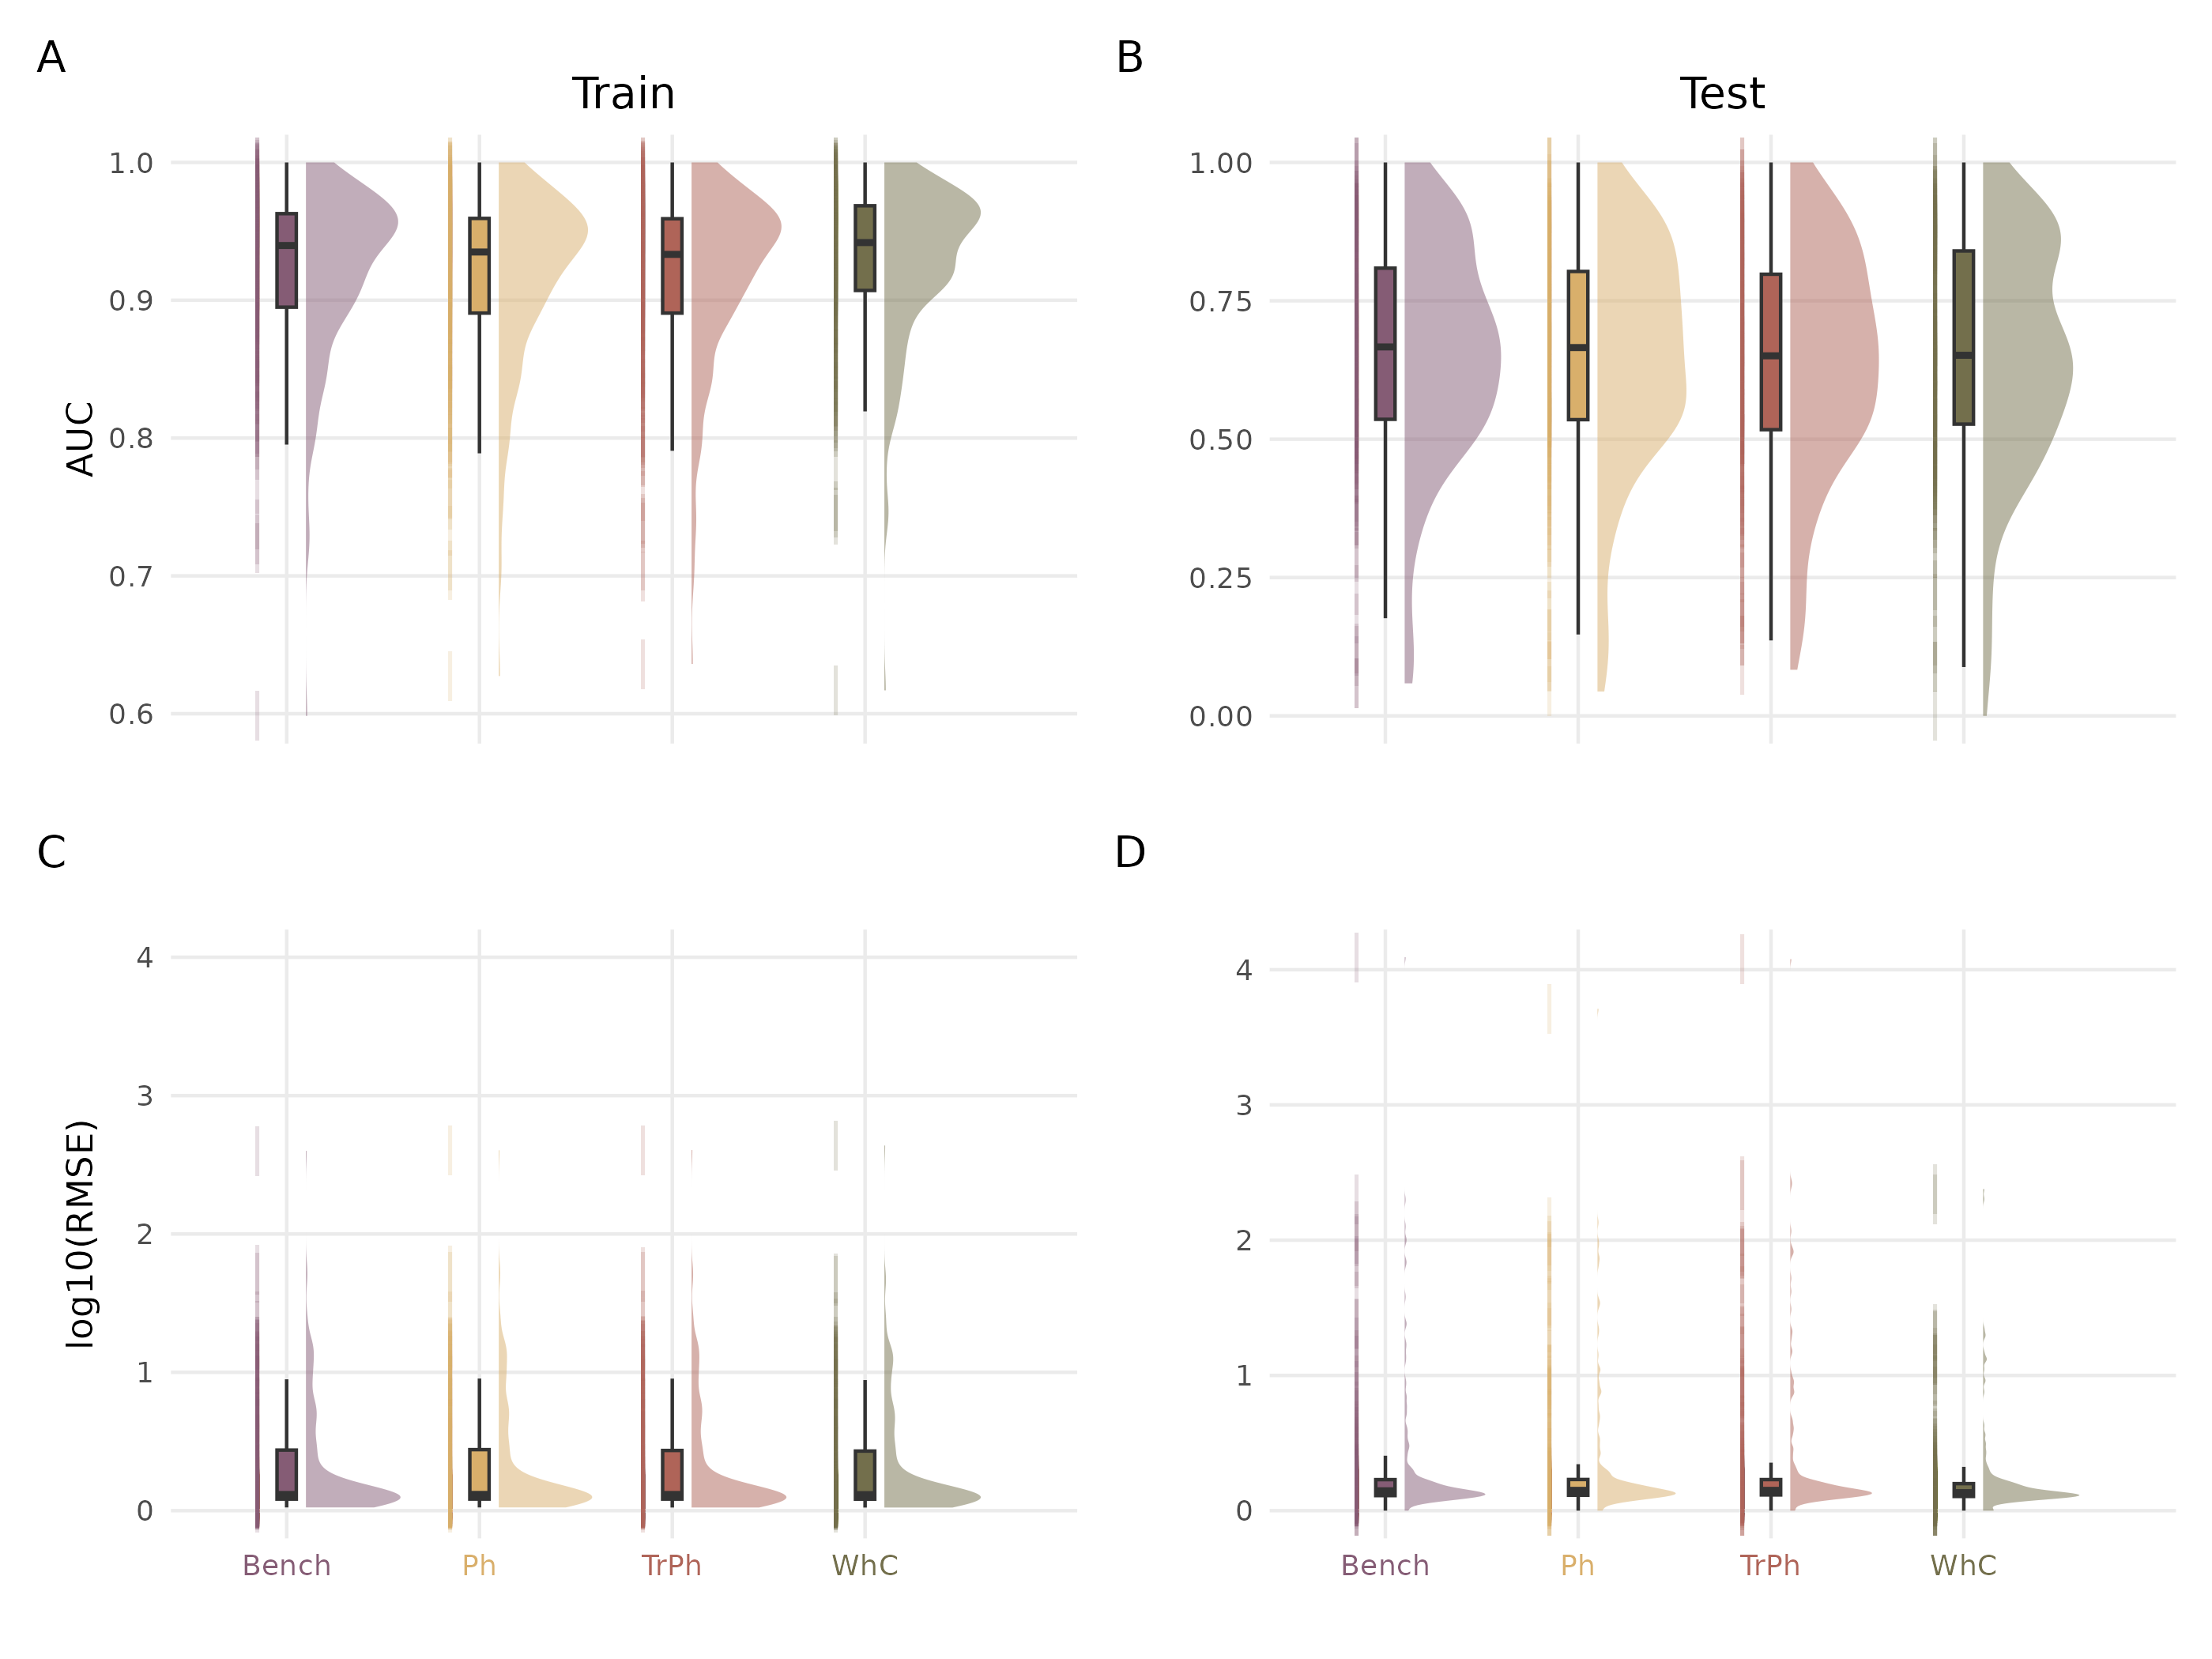 A
B
Train
Test
AUC
1.0
0.9
0.8
0.7
0.6
1.00
0.75
0.50
0.25
0.00
C
D
log10(RMSE)
4
3
2
1
0
4
3
2
1
0
Bench Ph TrPh WhC
Bench Ph TrPh WhC